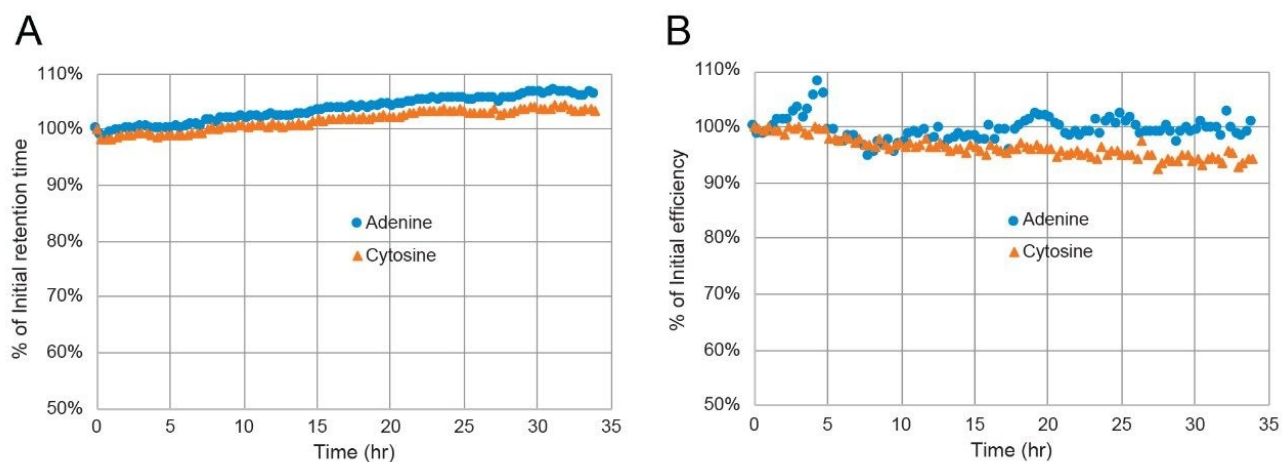 A
% of Initial retention time
110%
100%
90%
80%
70%
60%
50%
0 5 10 15 20 25 30 35
Time (hr)
Adenine
Cytosine
B
% of Initial efficiency
110%
100%
90%
80%
70%
60%
50%
0 5 10 15 20 25 30 35
Time (hr)
Adenine
Cytosine